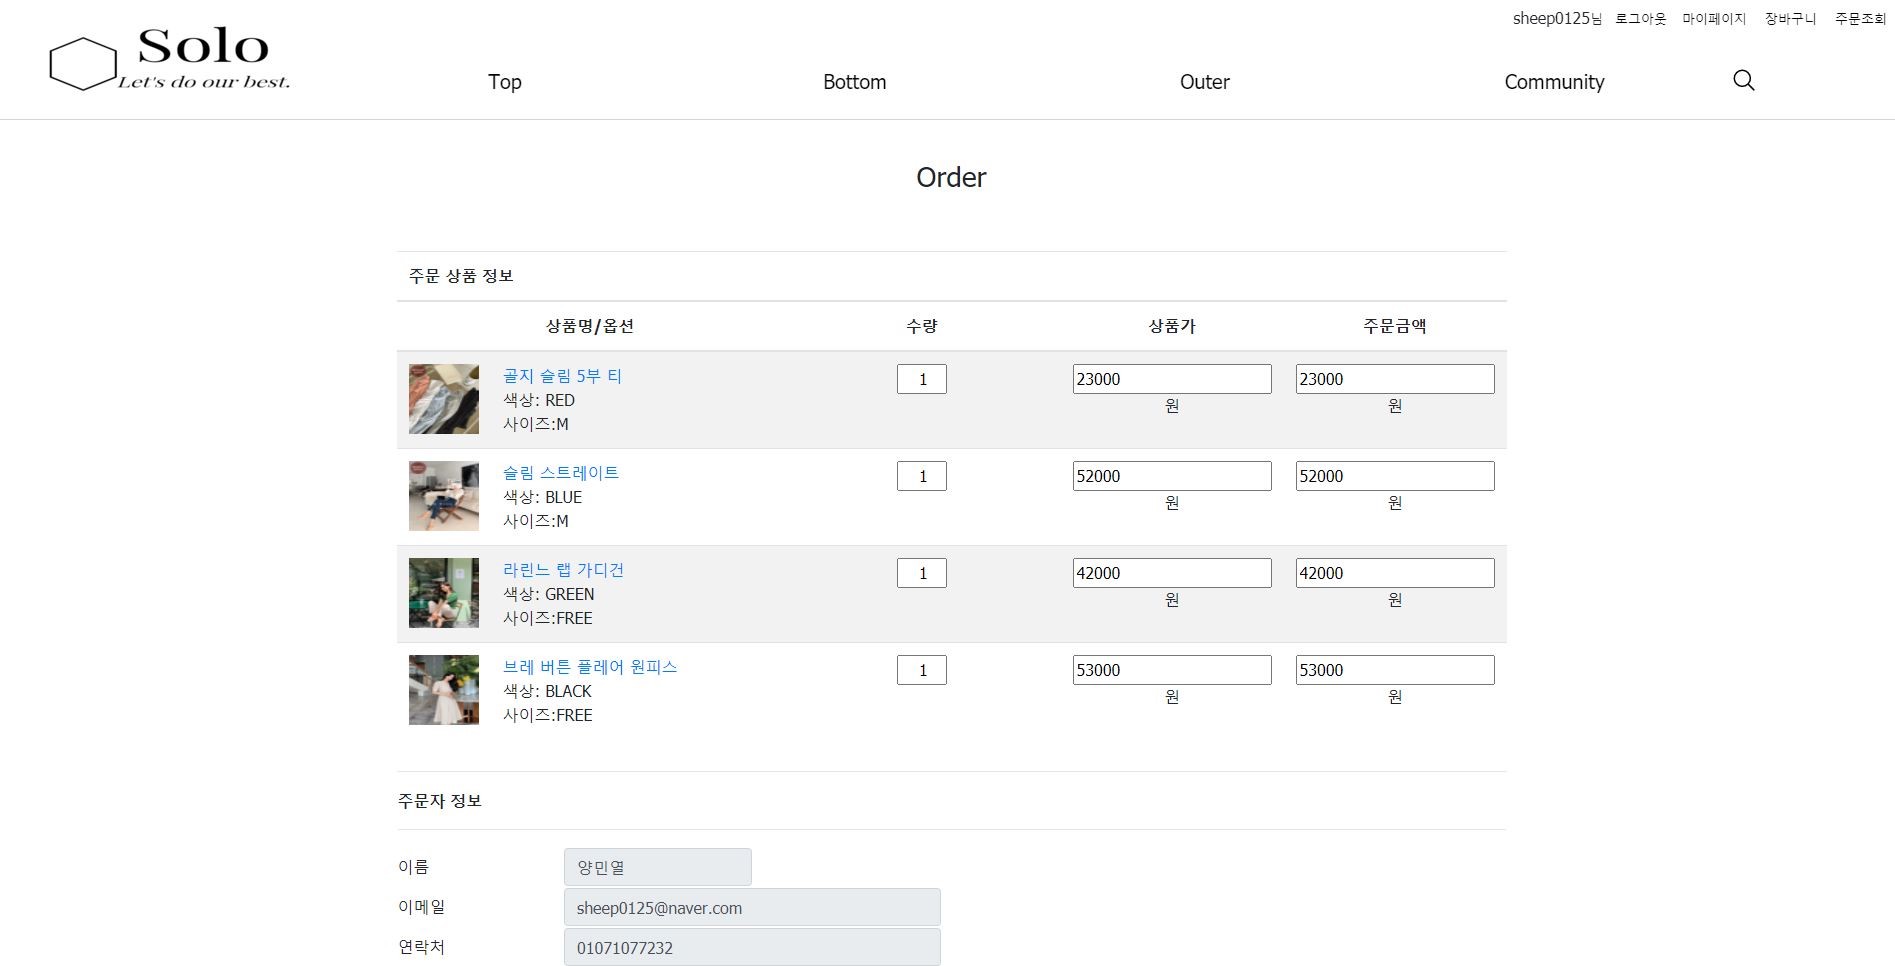 sheep0125님 로그아웃 마이페이지 장바구니 주문조회
Solo
Let's do our best.
Top Bottom Outer Community
Order
주문 상품 정보
상품명/옵션 수량 상품가 주문금액
골지 슬림 5부 티 1 23000 23000
색상: RED 원 원
사이즈:M
슬림 스트레이트 1 52000 52000
색상: BLUE 원 원
사이즈:M
라린느 랩 가디건 1 42000 42000
색상: GREEN 원 원
사이즈:FREE
브레 버튼 플레어 원피스 1 53000 53000
색상: BLACK 원 원
사이즈:FREE
주문자 정보
이름 양민열
이메일 sheep0125@naver.com
연락처 01071077232